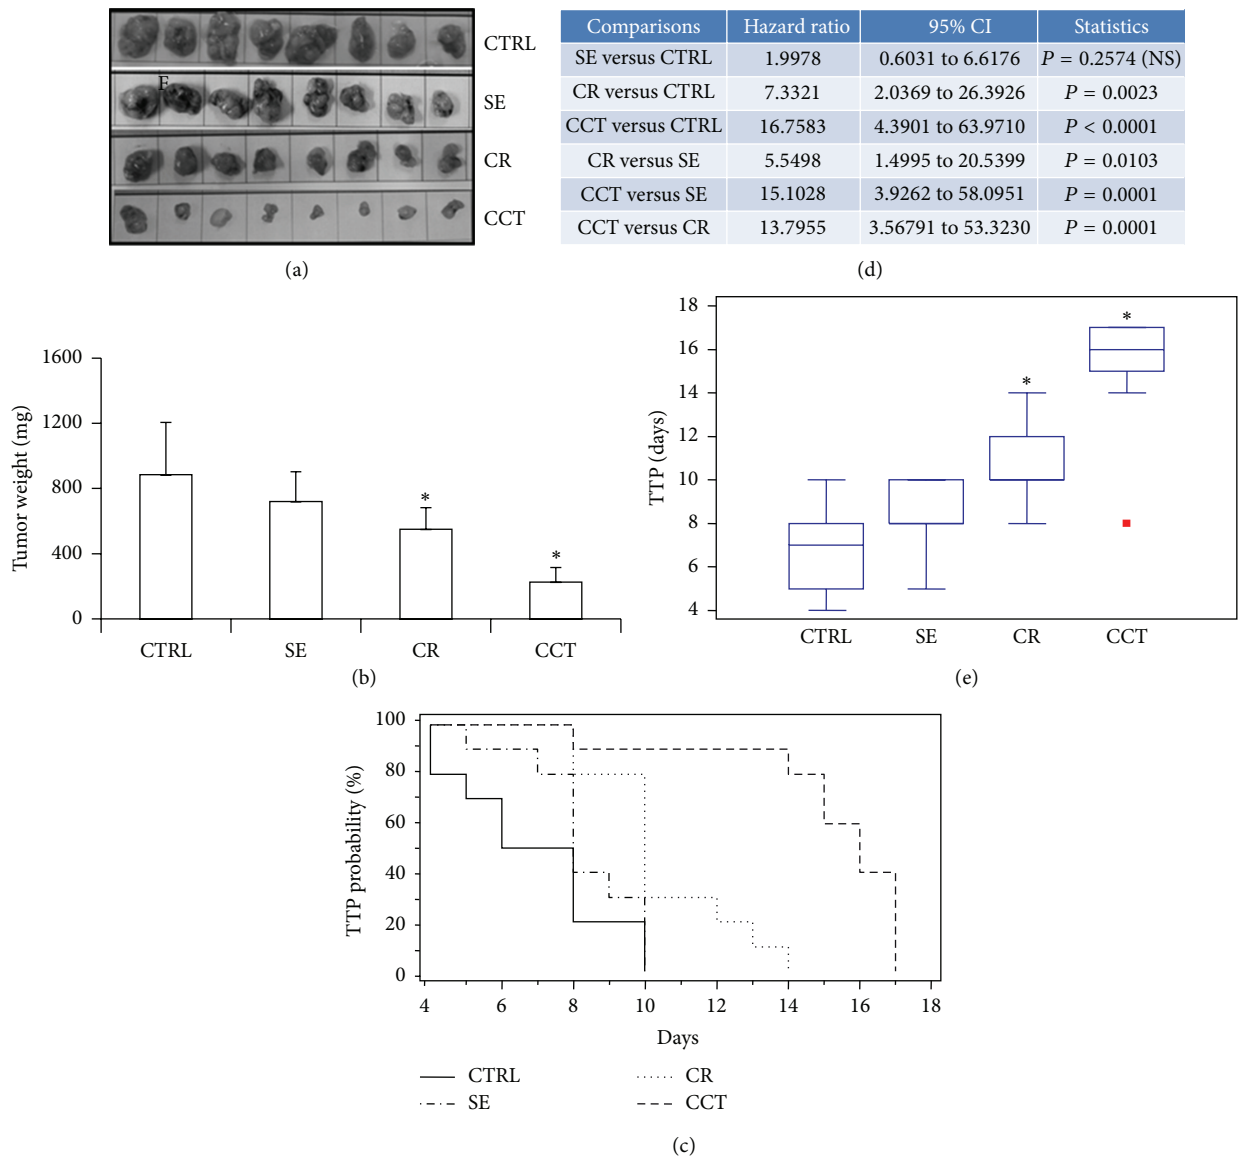 CTRL
E
SE
CR
CCT
(a)
Comparisons Hazard ratio 95% CI Statistics
SE versus CTRL 1.9978 0.6031 to 6.6176 P = 0.2574 (NS)
CR versus CTRL 7.3321 2.0369 to 26.3926 P = 0.0023
CCT versus CTRL 16.7583 4.3901 to 63.9710 P < 0.0001
CR versus SE 5.5498 1.4995 to 20.5399 P = 0.0103
CCT versus SE 15.1028 3.9262 to 58.0951 P = 0.0001
CCT versus CR 13.7955 3.56791 to 53.3230 P = 0.0001
(d)
Tumor weight (mg)
1600
1200
800
400
0
* *
CTRL SE CR CCT
(b)
TTP (days)
18
16
14
12
10
8
6
4
* *
CTRL SE CR CCT
(e)
TTP probability (%)
100
80
60
40
20
0
4 6 8 10 12 14 16 18
Days
CTRL CR
SE CCT
(c)